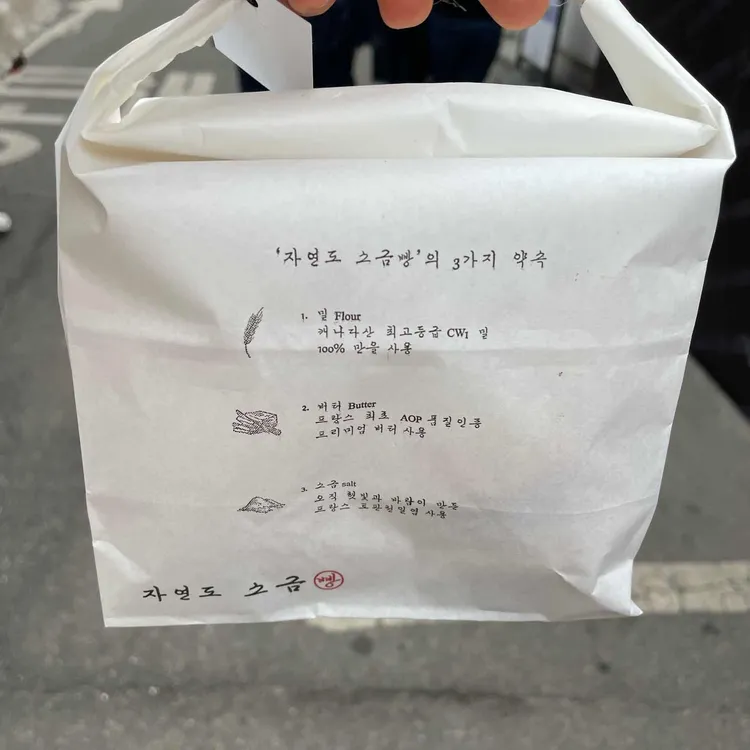 ‘자연도 소금빵’의 3가지 약속
1. 밀 Flour
캐나다산 최고등급 CW1 밀
100% 만을 사용
2. 버터 Butter
프랑스 최초 AOP 품질인증
프리미엄 버터 사용
3. 소금 salt
오직 햇빛과 바람이 만든
프랑스 토판천일염 사용
자연도 소금 빵